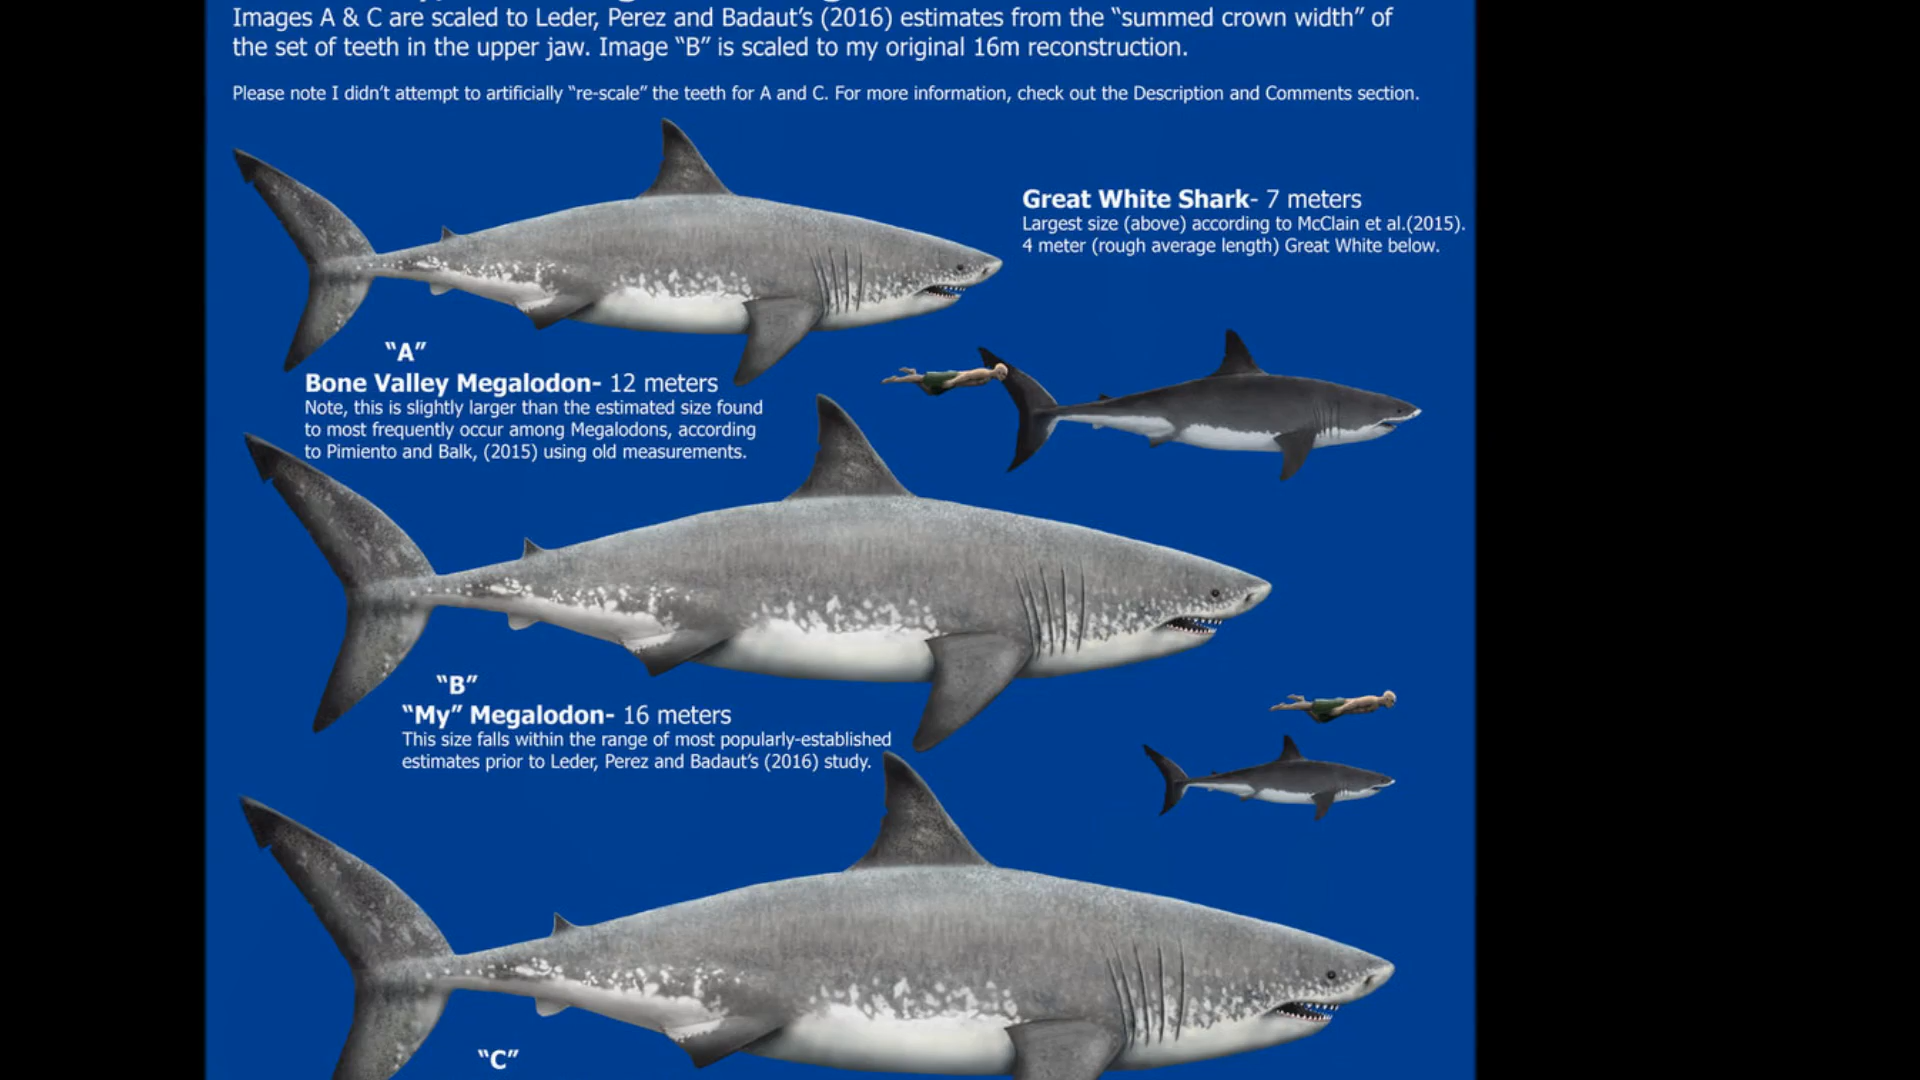 Images A & C are scaled to Leder, Perez and Badaut’s (2016) estimates from the “summed crown width” of
the set of teeth in the upper jaw. Image “B” is scaled to my original 16m reconstruction.
Please note I didn’t attempt to artificially “re-scale” the teeth for A and C. For more information, check out the Description and Comments section.
Great White Shark- 7 meters
Largest size (above) according to McClain et al.(2015).
4 meter (rough average length) Great White below.
“A”
Bone Valley Megalodon- 12 meters
Note, this is slightly larger than the estimated size found
to most frequently occur among Megalodons, according
to Pimiento and Balk, (2015) using old measurements.
“B”
“My” Megalodon- 16 meters
This size falls within the range of most popularly-established
estimates prior to Leder, Perez and Badaut’s (2016) study.
“C”